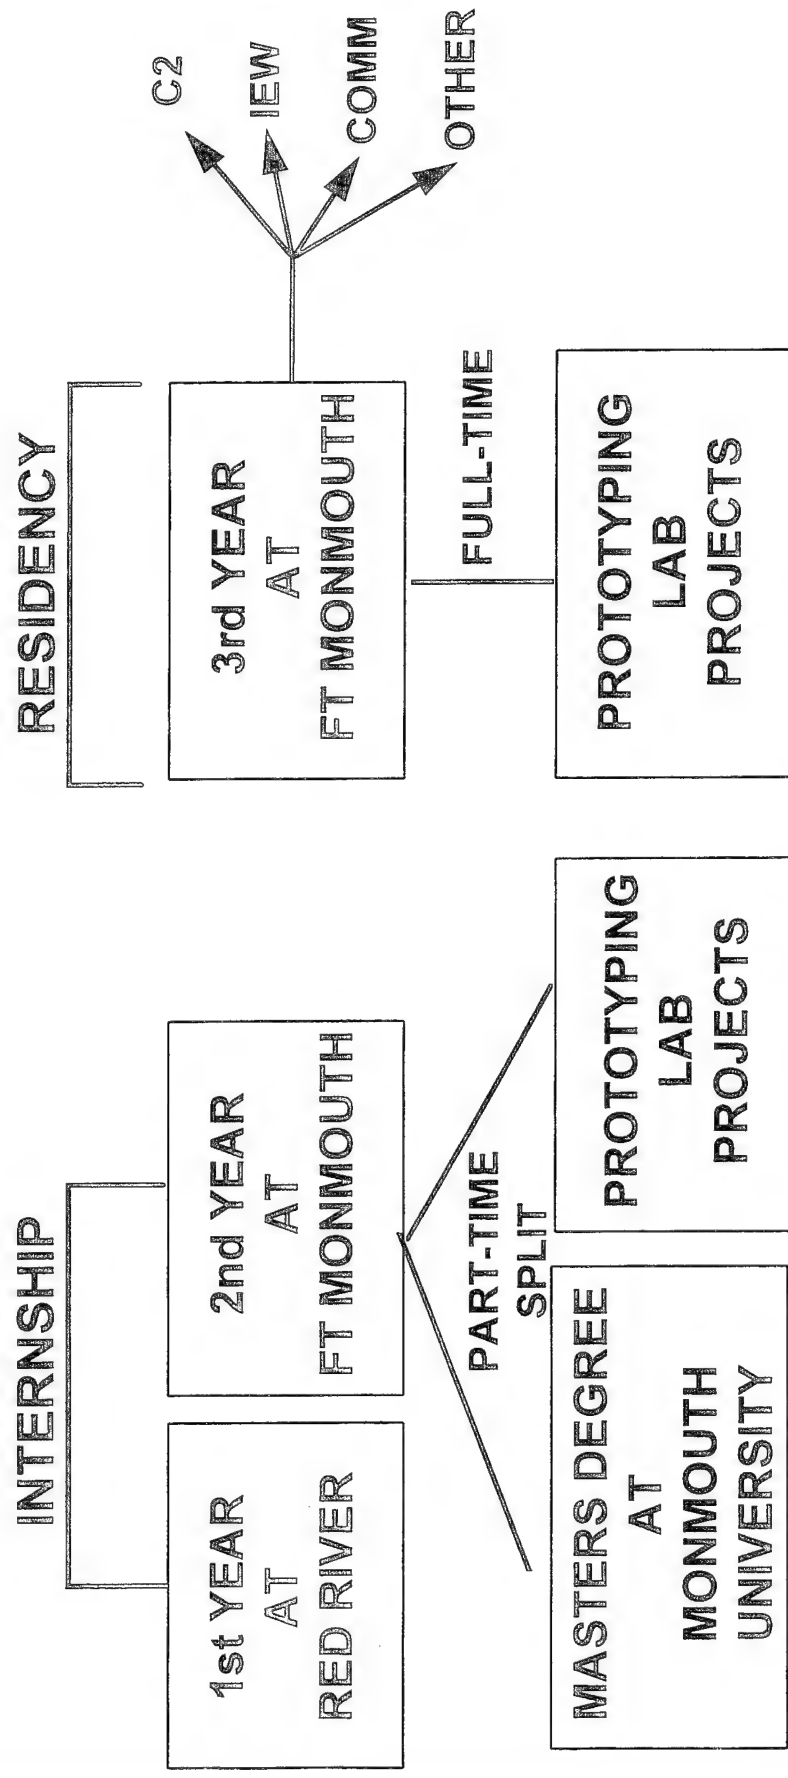 INTERNSHIP
RESIDENCY
1st YEAR
AT
RED RIVER
2nd YEAR
AT
FT MONMOUTH
3rd YEAR
AT
FT MONMOUTH
C2
IEW
COMM
OTHER
PART-TIME
SPLIT
FULL-TIME
MASTERS DEGREE
AT
MONMOUTH
UNIVERSITY
PROTOTYPING
LAB
PROJECTS
PROTOTYPING
LAB
PROJECTS